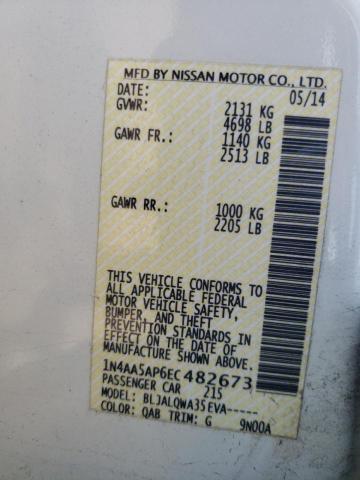 MFD BY NISSAN MOTOR CO., LTD.
DATE: 05/14
GVWR: 2131 KG
4698 LB
GAWR FR.: 1140 KG
2513 LB
GAWR RR.: 1000 KG
2205 LB
THIS VEHICLE CONFORMS TO
ALL APPLICABLE FEDERAL
MOTOR VEHICLE SAFETY,
BUMPER, AND THEFT
PREVENTION STANDARDS IN
EFFECT ON THE DATE OF
MANUFACTURE SHOWN ABOVE.
1N4AA5AP6EC482673
PASSENGER CAR 215
MODEL: BLJALQWA35EVA-----
COLOR: QAB TRIM: G 9N00A